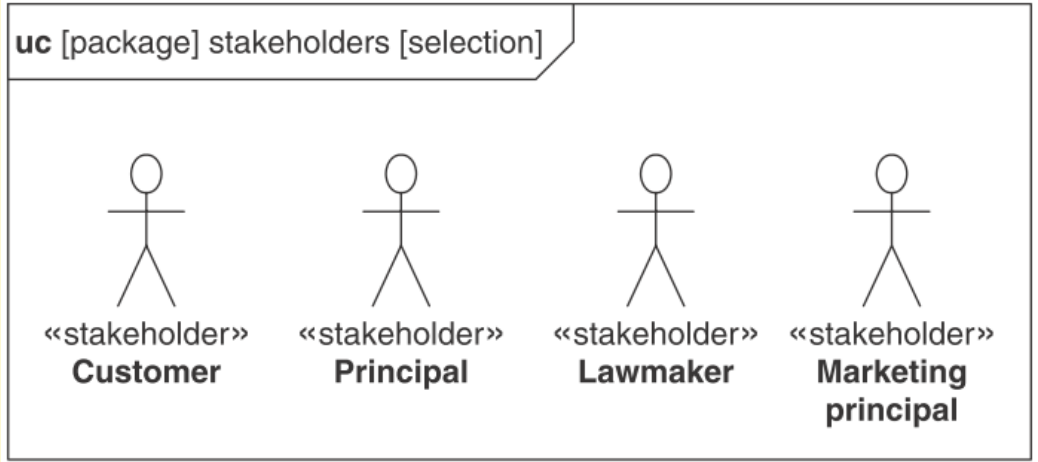 uc [package] stakeholders [selection]
«stakeholder» «stakeholder» «stakeholder» «stakeholder»
Customer Principal Lawmaker Marketing
principal